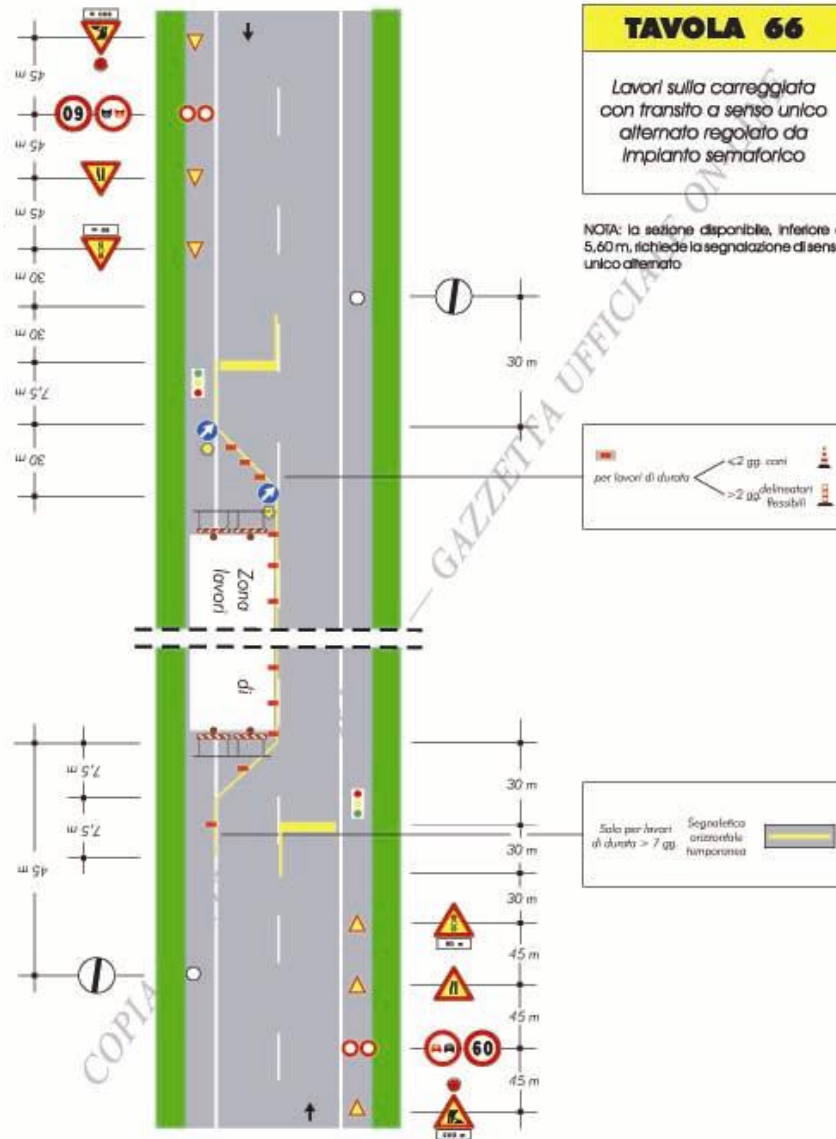 TAVOLA 66
Lavori sulla carreggiata
con transito a senso unico
alternato regolato da
impianto semaforico
NOTA: la sezione disponibile, inferiore
5,60 m, richiede la segnalazione di sens
unico alternato
45 m
60
45 m
45 m
30 m
30 m
7,5 m
30 m
30 m
per lavori di durata
≤2 gg. coni
>2 gg. delineatori
flessibili
Zona
lavori
di
7,5 m
7,5 m
45 m
30 m
30 m
30 m
Solo per lavori
di durata > 7 gg.
Segnaletica
orizzontale
temporanea
45 m
45 m
60
45 m
COPIA
— GAZZETTA UFFICIALE ON-LINE